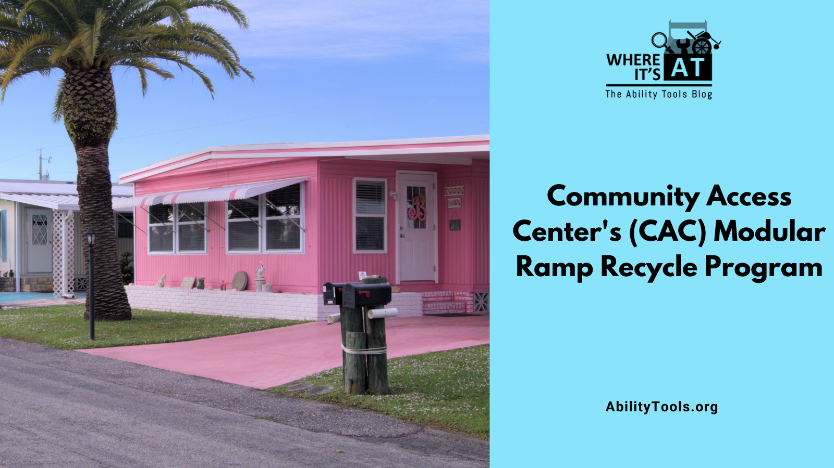 WHERE
IT'S AT
The Ability Tools Blog
Community Access
Center's (CAC) Modular
Ramp Recycle Program
AbilityTools.org